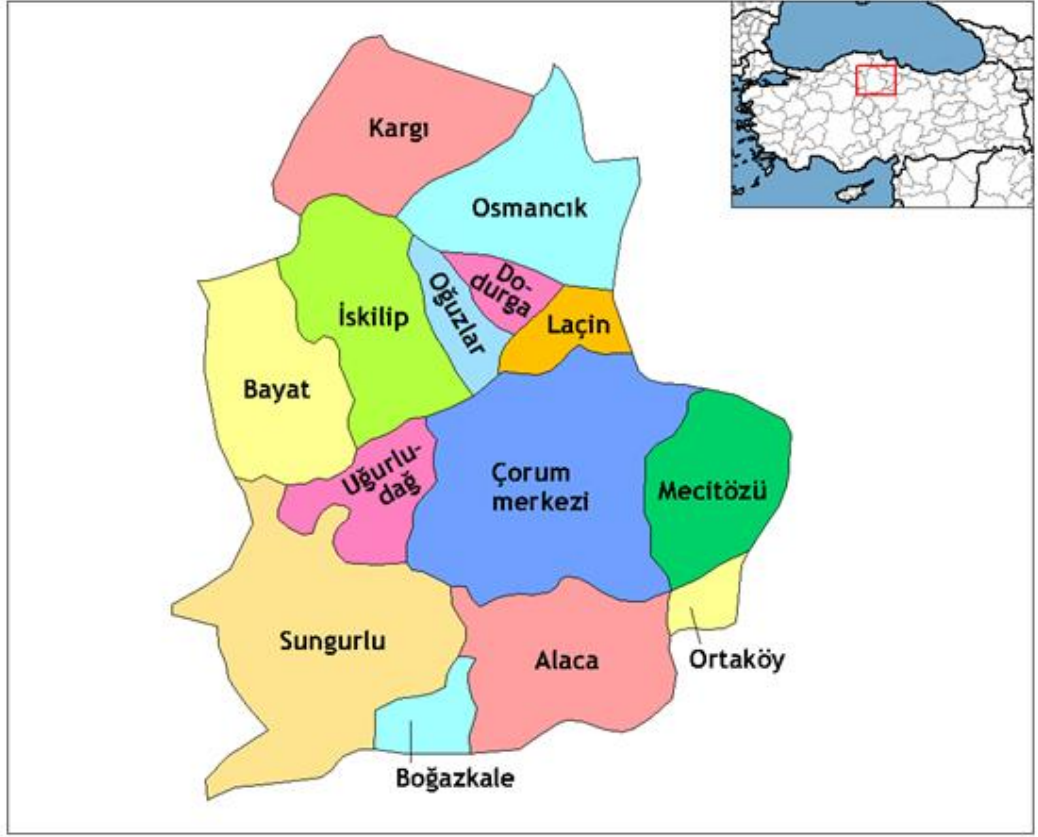 Kargı
Osmancık
Do-
durga
Oğuzlar
İskilip
Laçin
Bayat
Uğurlu-
dağ
Çorum
merkezi
Mecitözü
Sungurlu
Alaca
Ortaköy
Boğazkale